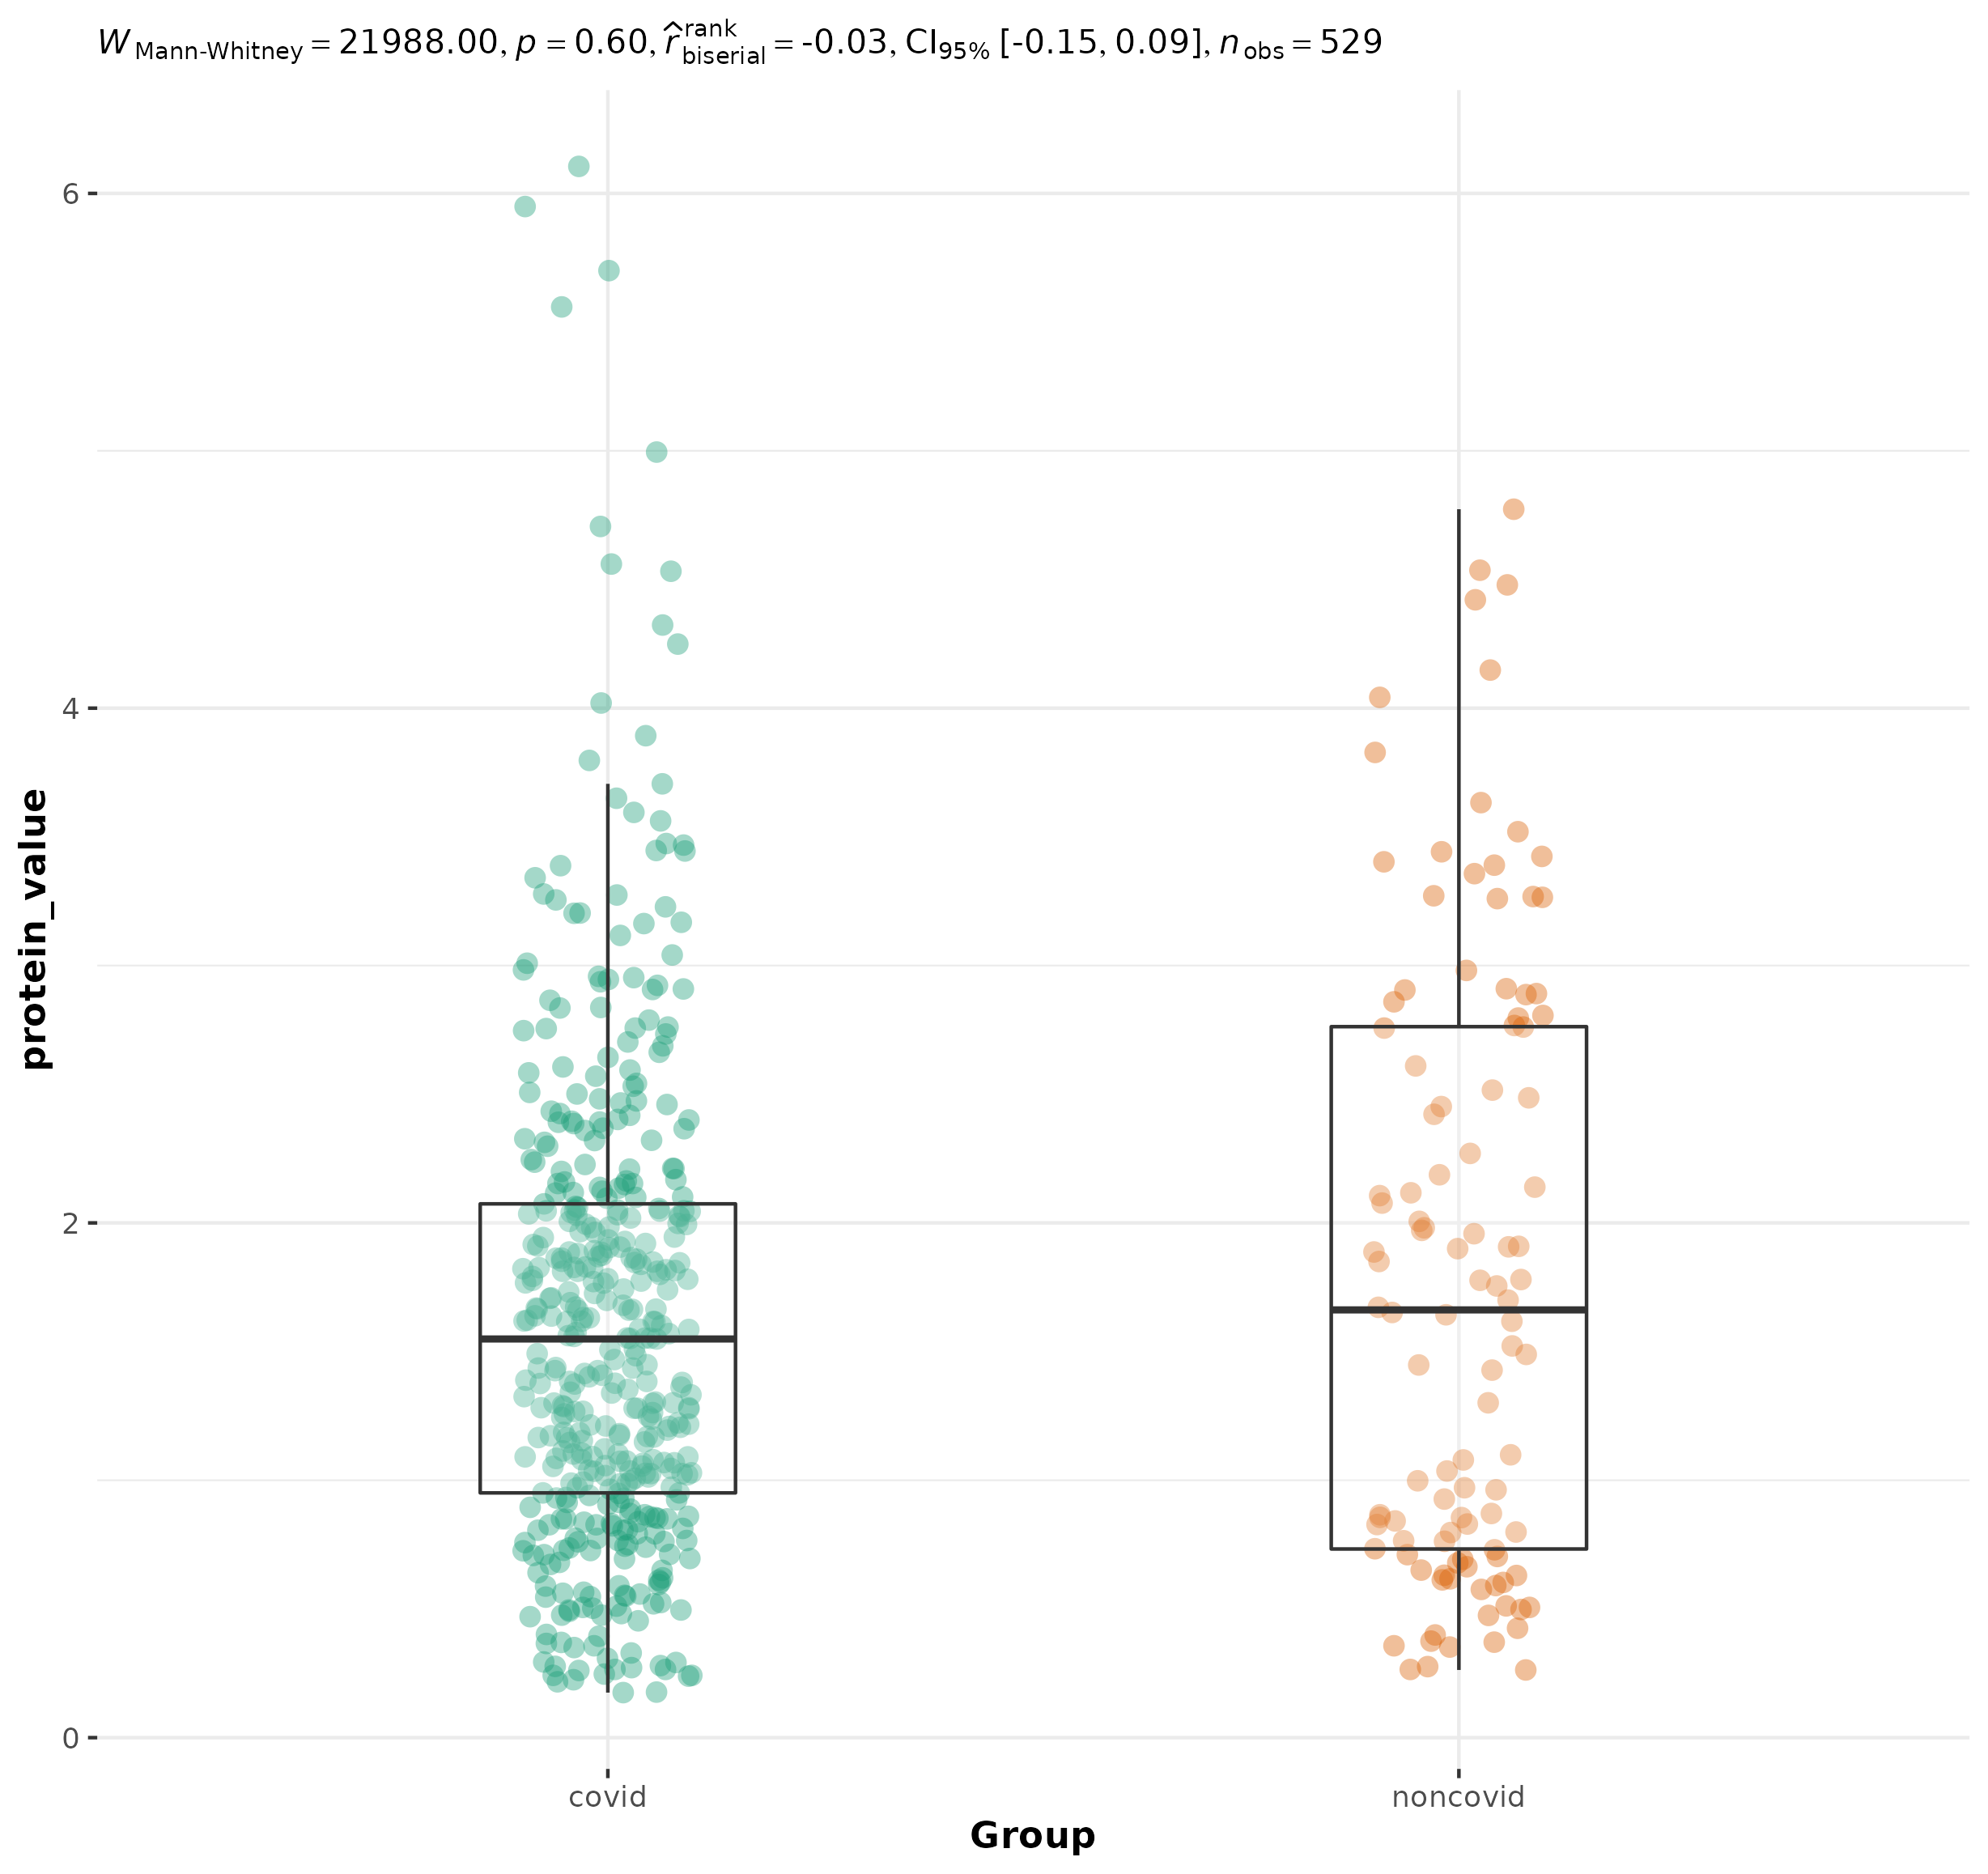 W Mann-Whitney = 21988.00, p = 0.60, r̂ rank biserial = -0.03, CI95% [-0.15, 0.09], n obs = 529
6
4
2
0
protein_value
covid noncovid
Group